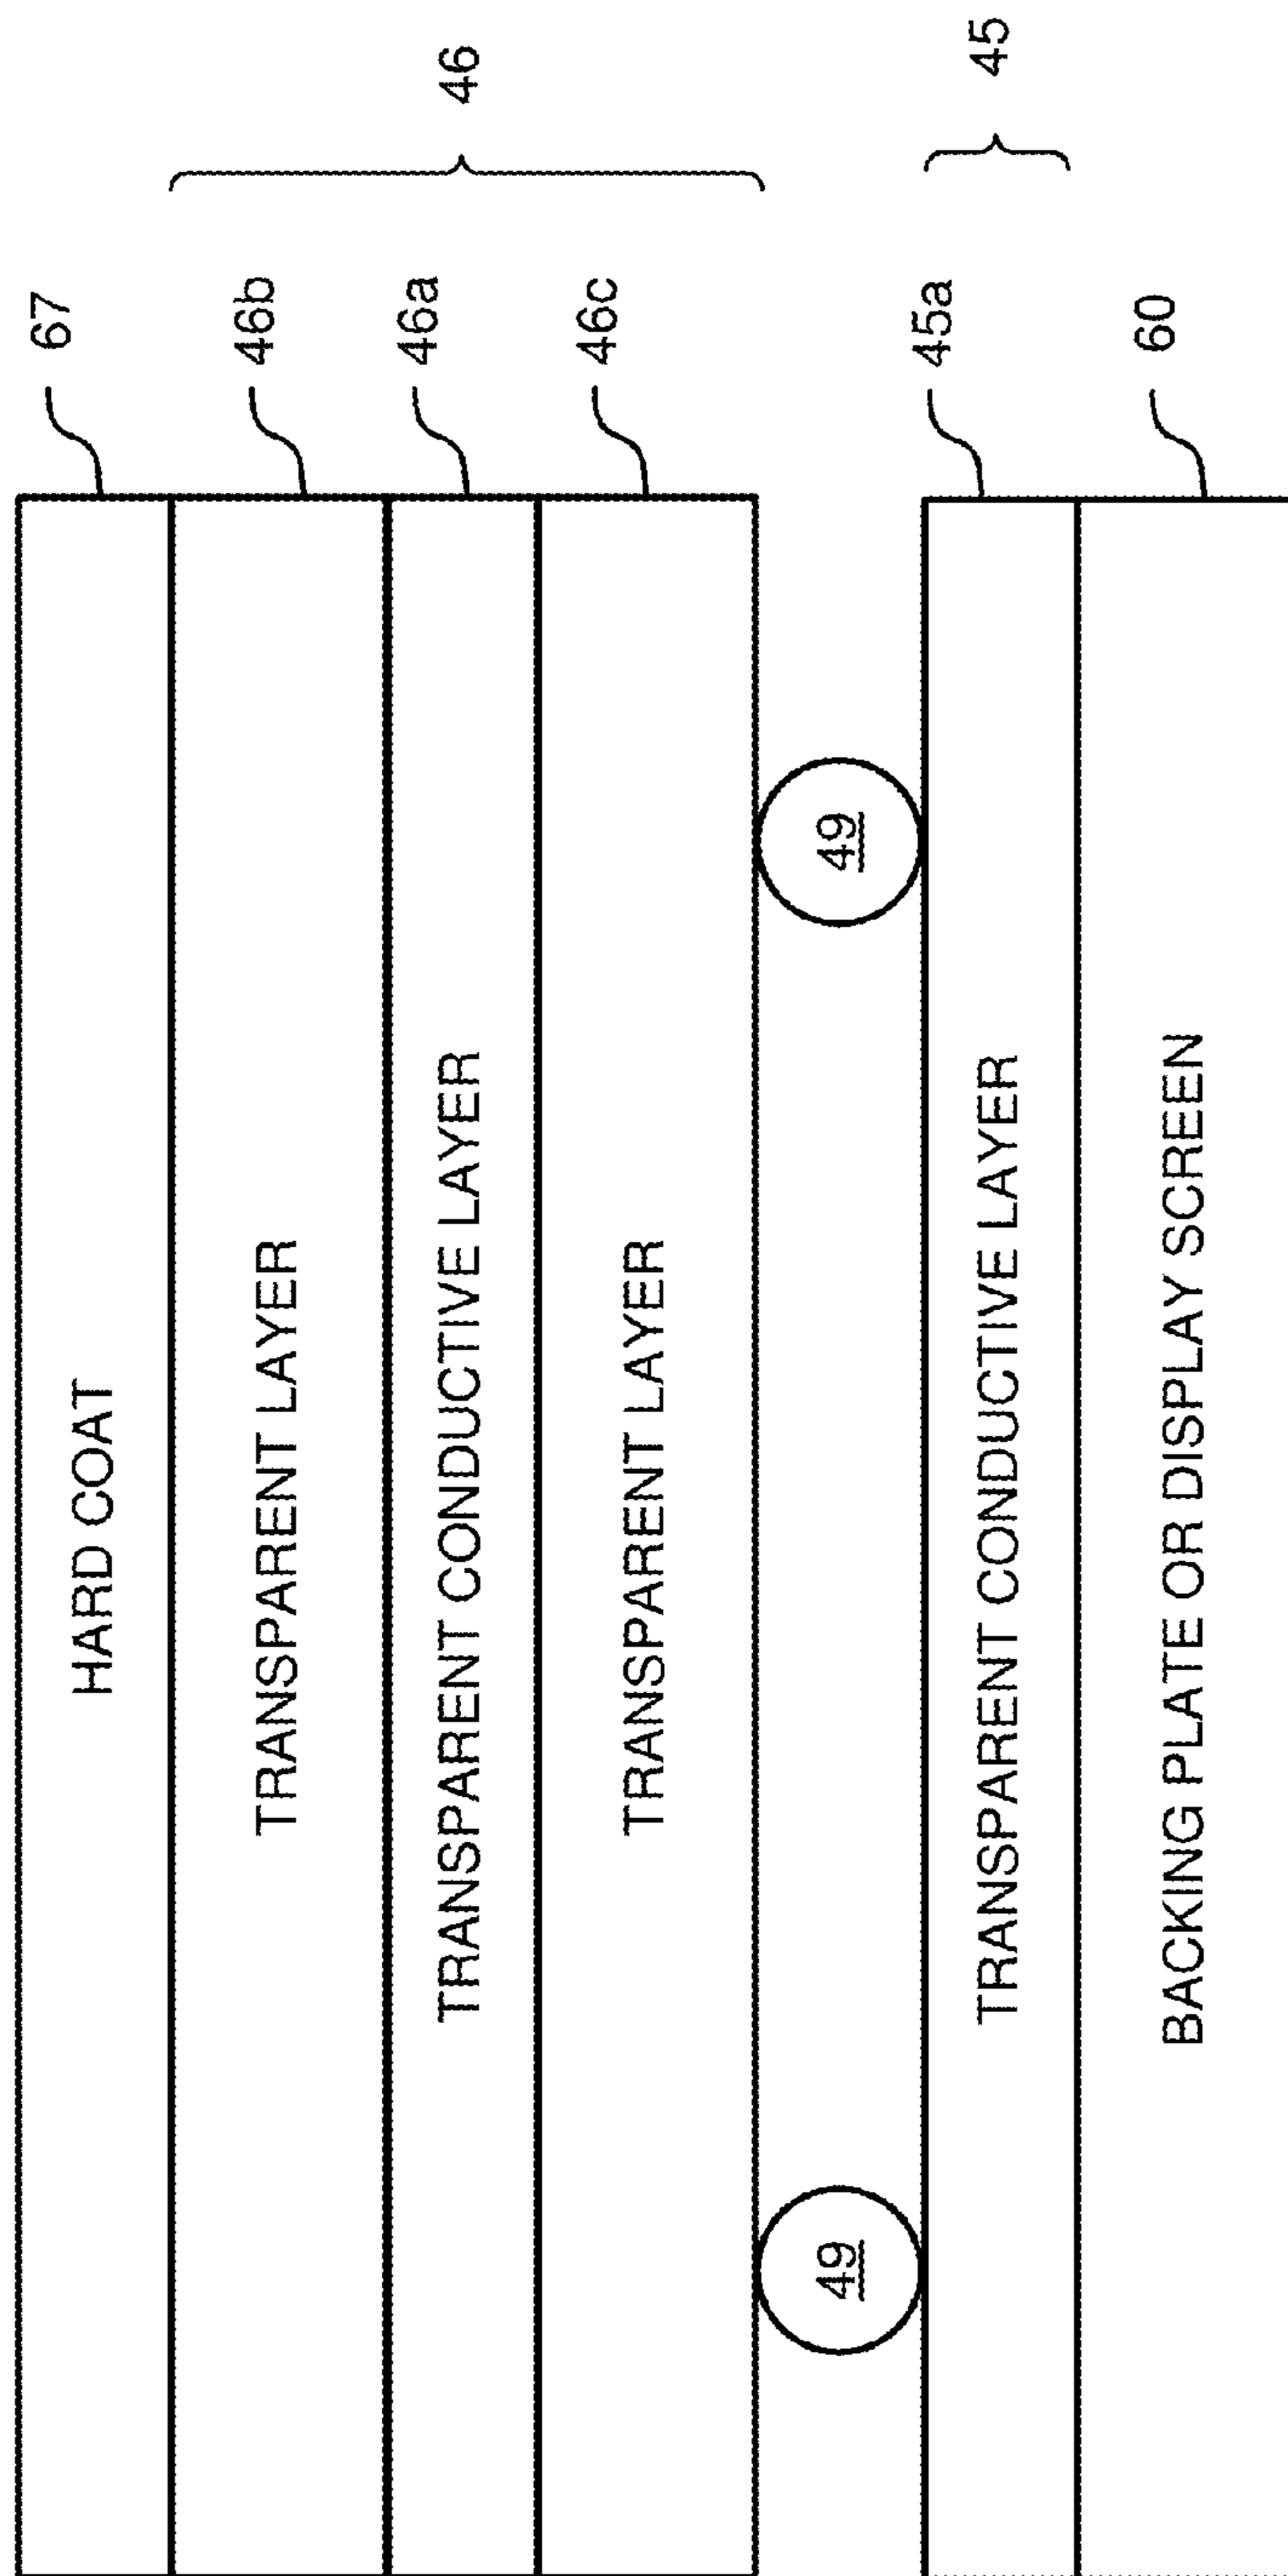 HARD COAT
67
TRANSPARENT LAYER
46b
TRANSPARENT CONDUCTIVE LAYER
46a
46
TRANSPARENT LAYER
46c
49
49
TRANSPARENT CONDUCTIVE LAYER
45a
45
BACKING PLATE OR DISPLAY SCREEN
60